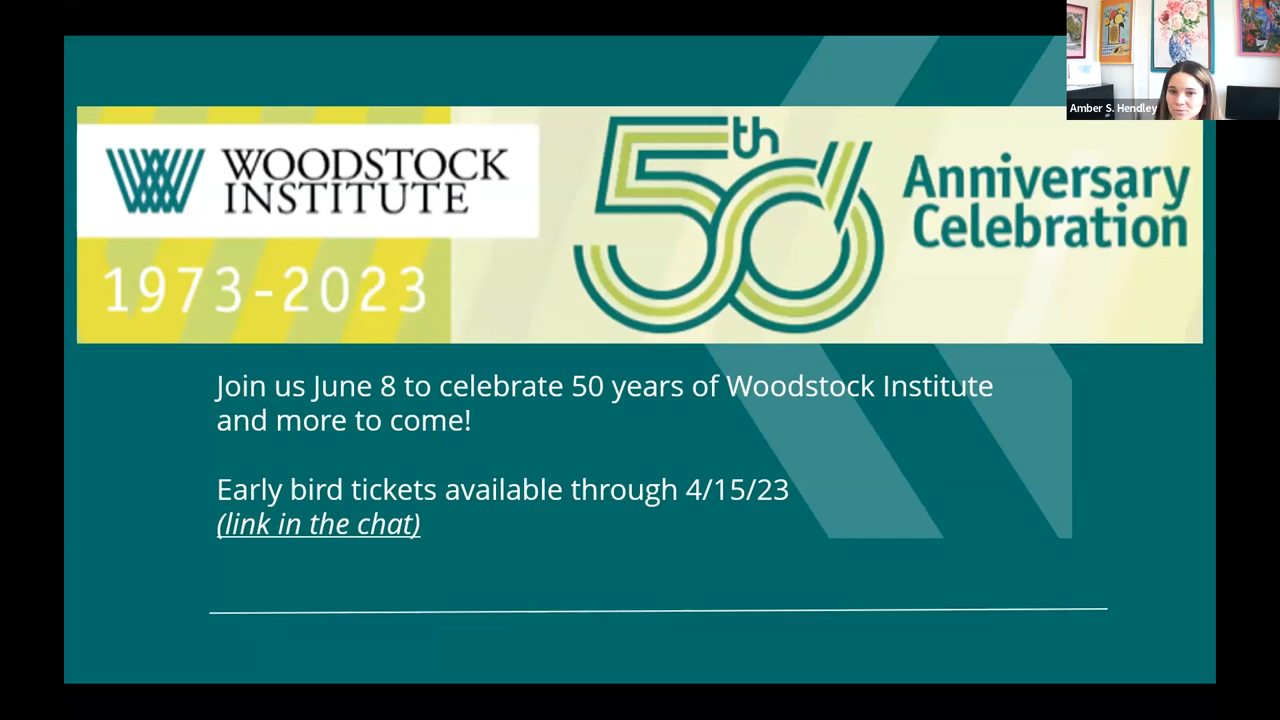 Amber S. Hendley
WOODSTOCK
INSTITUTE
1973-2023
50th
Anniversary
Celebration
Join us June 8 to celebrate 50 years of Woodstock Institute
and more to come!
Early bird tickets available through 4/15/23
(link in the chat)